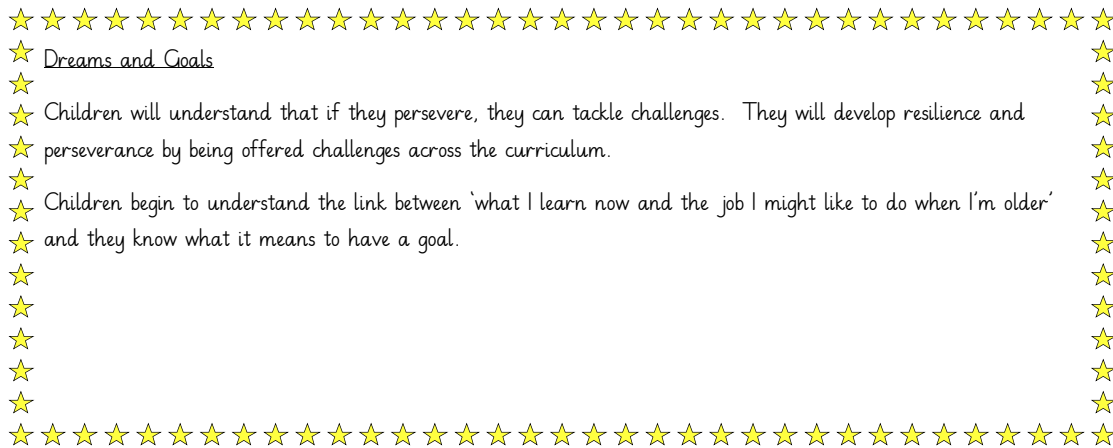 Dreams and Goals
Children will understand that if they persevere, they can tackle challenges.  They will develop resilience and
perseverance by being offered challenges across the curriculum.
Children begin to understand the link between ‘what I learn now and the job I might like to do when I’m older’
and they know what it means to have a goal.